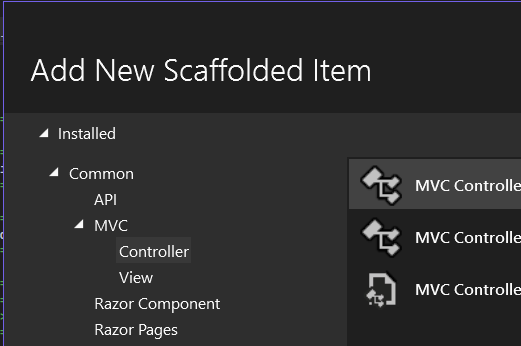 Add New Scaffolded Item
Installed
Common
API
MVC
Controller
View
Razor Component
Razor Pages
MVC Controlle
MVC Controlle
MVC Controlle